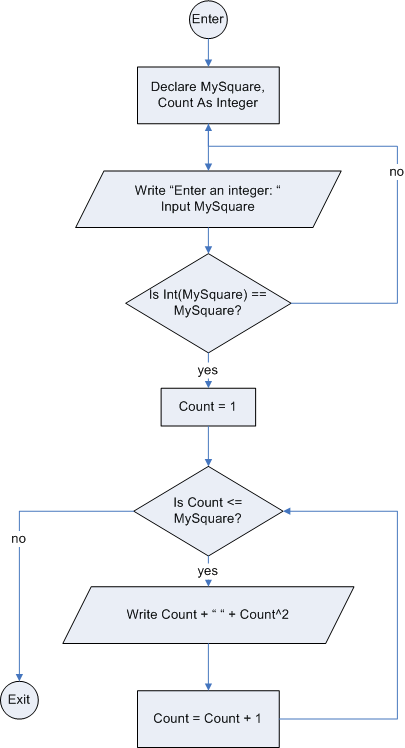 Enter
Declare MySquare,
Count As Integer
no
Write “Enter an integer: “
Input MySquare
Is Int(MySquare) ==
MySquare?
yes
Count = 1
Is Count <=
MySquare?
no
yes
Write Count + “ “ + Count^2
Exit
Count = Count + 1